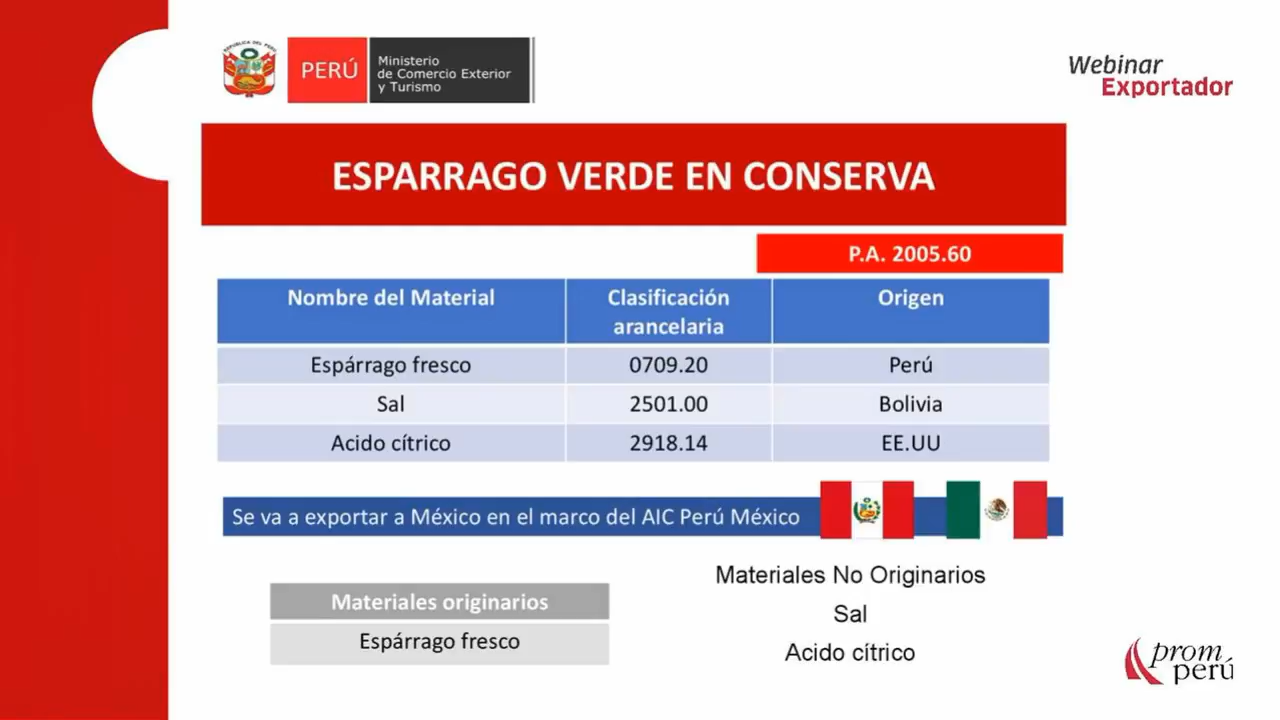 REPUBLICA DEL PERU
PERÚ
Ministerio
de Comercio Exterior
y Turismo
Webinar
Exportador
ESPARRAGO VERDE EN CONSERVA
P.A. 2005.60
Nombre del Material Clasificación arancelaria Origen
Espárrago fresco 0709.20 Perú
Sal 2501.00 Bolivia
Acido cítrico 2918.14 EE.UU
Se va a exportar a México en el marco del AIC Perú México
Materiales originarios
Espárrago fresco
Materiales No Originarios
Sal
Acido cítrico
prom
perú